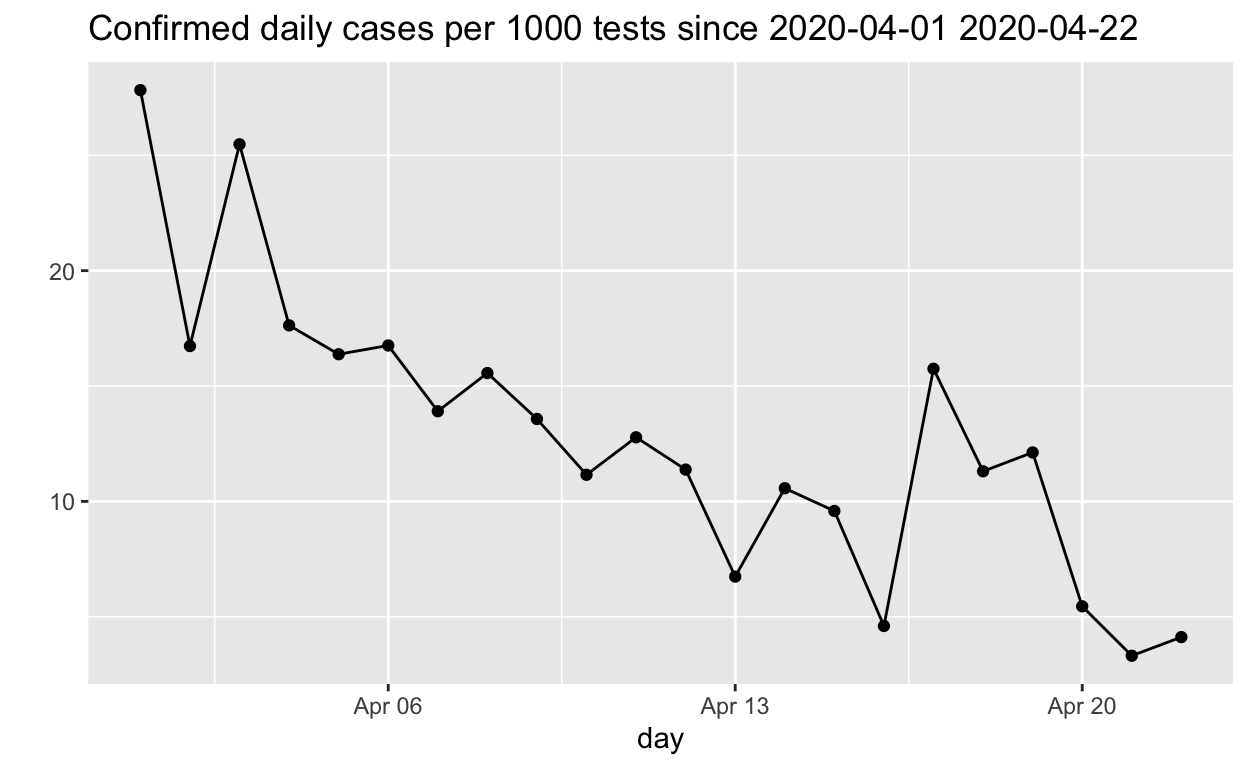 Confirmed daily cases per 1000 tests since 2020-04-01 2020-04-22
20
10
Apr 06
Apr 13
Apr 20
day